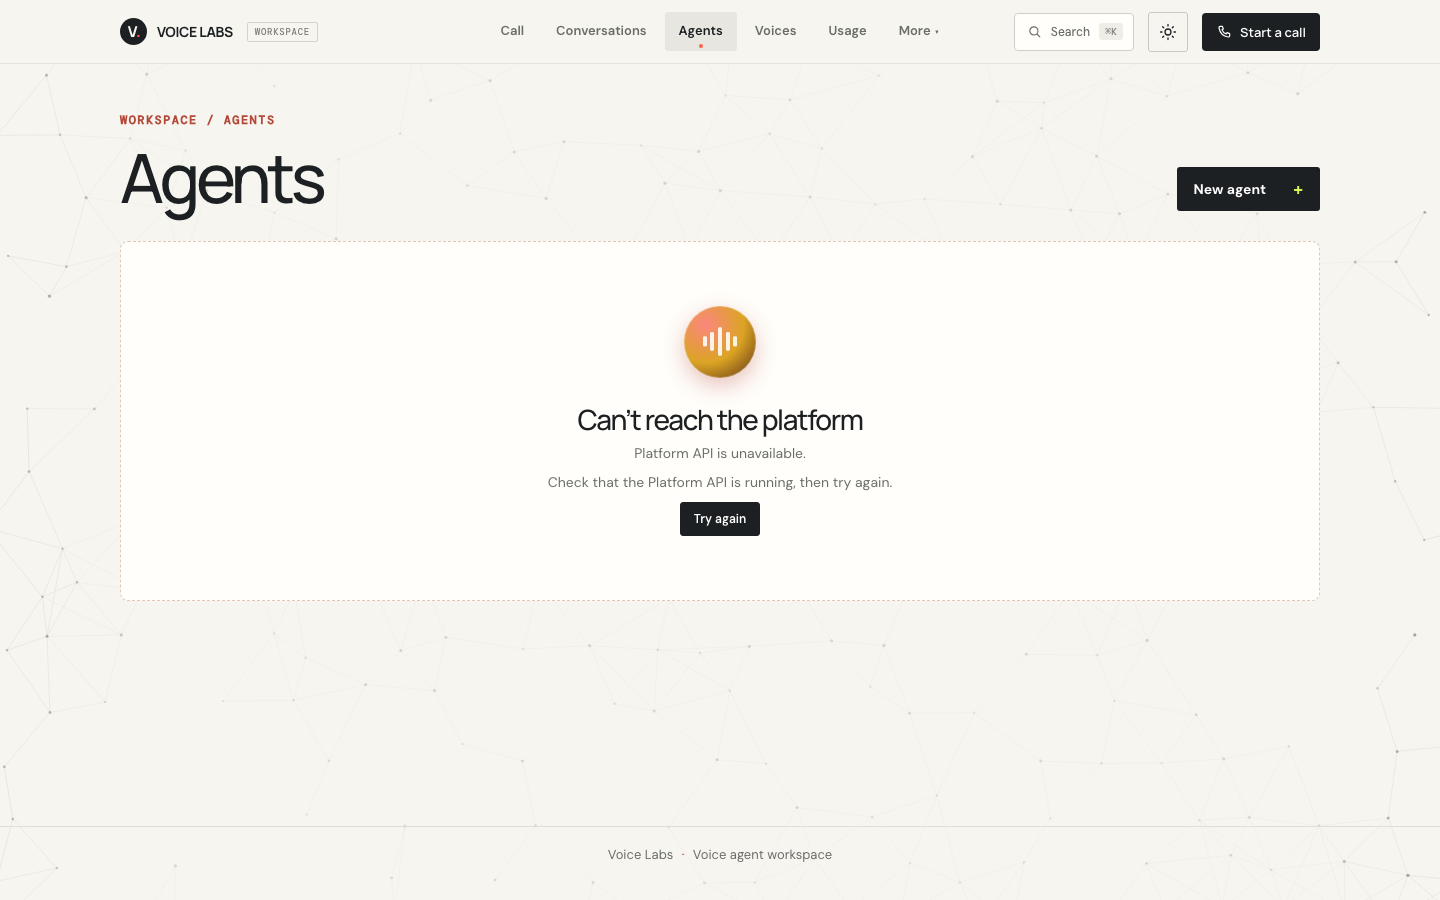 V. VOICE LABS WORKSPACE Call Conversations Agents Voices Usage More Search ⌘K Start a call
WORKSPACE / AGENTS
Agents
New agent +
Can't reach the platform
Platform API is unavailable.
Check that the Platform API is running, then try again.
Try again
Voice Labs · Voice agent workspace